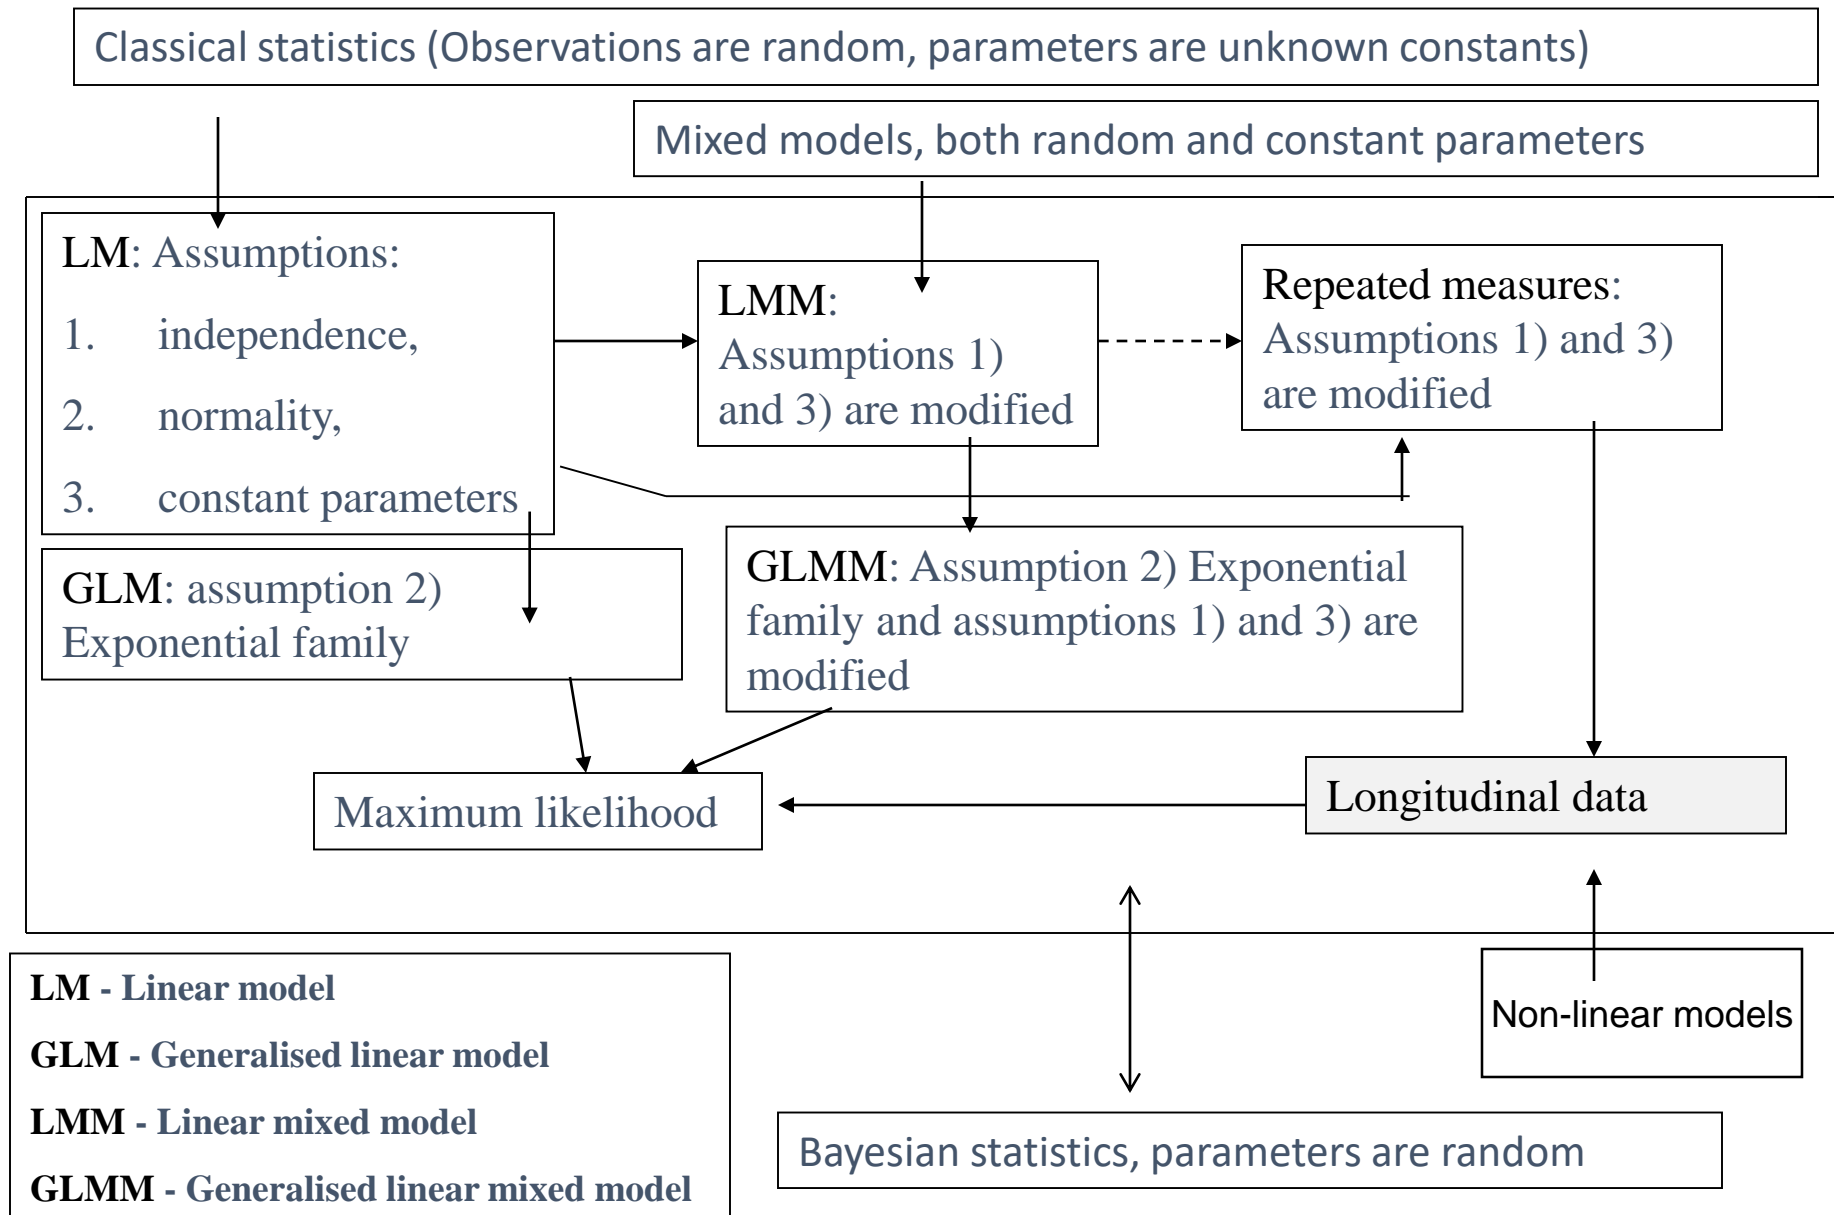 Classical statistics (Observations are random, parameters are unknown constants)
Mixed models, both random and constant parameters
LM: Assumptions:
1. independence,
2. normality,
3. constant parameters
LMM:
Assumptions 1)
and 3) are modified
Repeated measures:
Assumptions 1) and 3)
are modified
GLM: assumption 2)
Exponential family
GLMM: Assumption 2) Exponential
family and assumptions 1) and 3) are
modified
Maximum likelihood
Longitudinal data
LM - Linear model
GLM - Generalised linear model
LMM - Linear mixed model
GLMM - Generalised linear mixed model
Non-linear models
Bayesian statistics, parameters are random